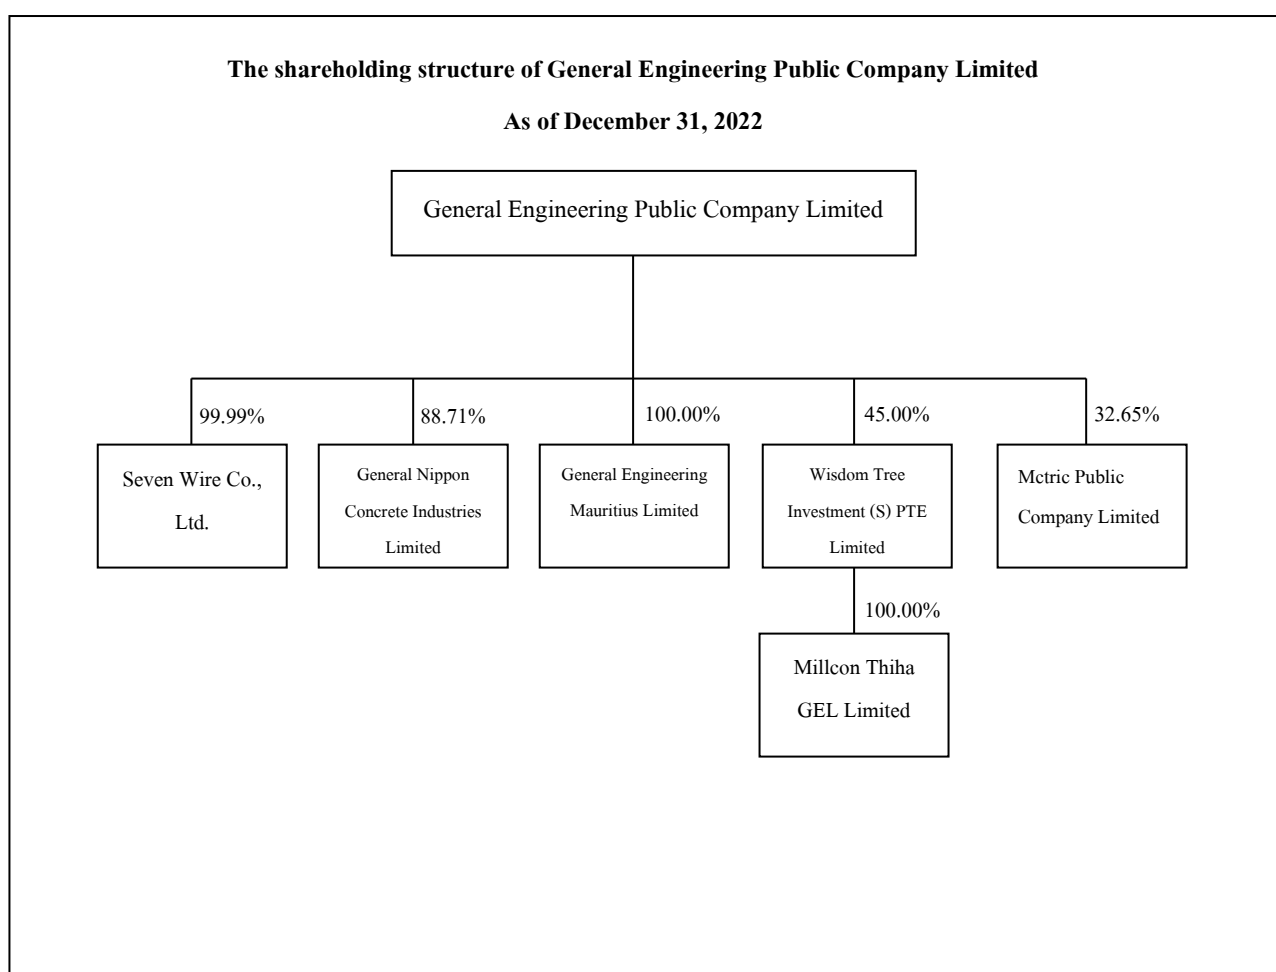 The shareholding structure of General Engineering Public Company Limited
As of December 31, 2022
General Engineering Public Company Limited
99.99%
88.71%
100.00%
45.00%
32.65%
Seven Wire Co.,
Ltd.
General Nippon
Concrete Industries
Limited
General Engineering
Mauritius Limited
Wisdom Tree
Investment (S) PTE
Limited
Mctric Public
Company Limited
100.00%
Millcon Thiha
GEL Limited